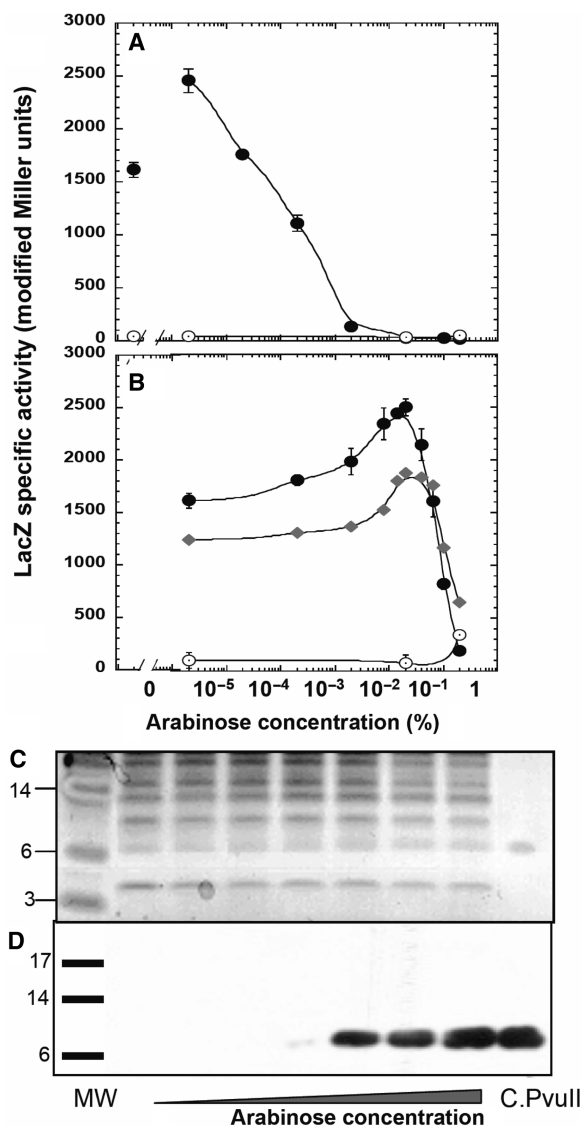 A
3000
2500
2000
1500
1000
500
0
B
3000
2500
2000
1500
1000
500
0
LacZ specific activity (modified Miller units)
0 10⁻⁵ 10⁻⁴ 10⁻³ 10⁻² 10⁻¹ 1
Arabinose concentration (%)
C
14
6
3
D
17
14
6
MW C.PvuII
Arabinose concentration